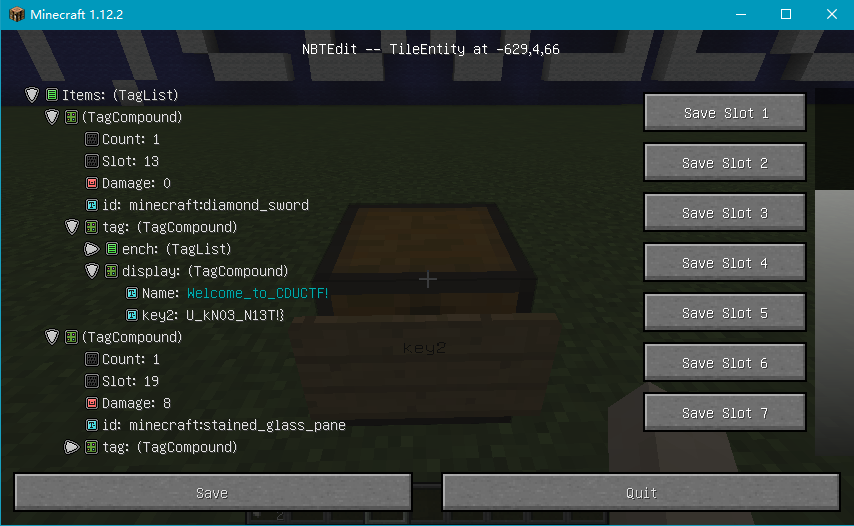 Minecraft 1.12.2
NBTEdit -- TileEntity at -629,4,66
Items: (TagList)
(TagCompound)
Count: 1
Slot: 13
Damage: 0
id: minecraft:diamond_sword
tag: (TagCompound)
ench: (TagList)
display: (TagCompound)
Name: Welcome_to_CDUCTF!
key2: U_kN03_N13T!}
(TagCompound)
Count: 1
Slot: 19
Damage: 8
id: minecraft:stained_glass_pane
tag: (TagCompound)
key2
Save Slot 1
Save Slot 2
Save Slot 3
Save Slot 4
Save Slot 5
Save Slot 6
Save Slot 7
Save
Quit